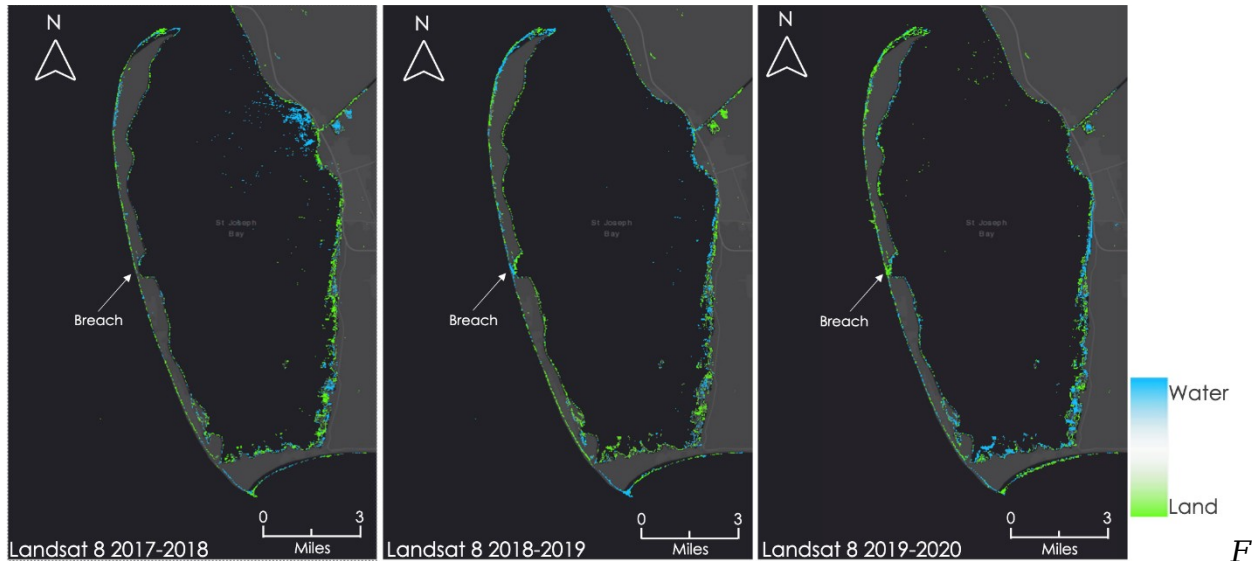 N
St Joseph
Bay
Breach
0 3
Miles
Landsat 8 2017-2018
N
St Joseph
Bay
Breach
0 3
Miles
Landsat 8 2018-2019
N
St Joseph
Bay
Breach
0 3
Miles
Landsat 8 2019-2020
Water
Land
F